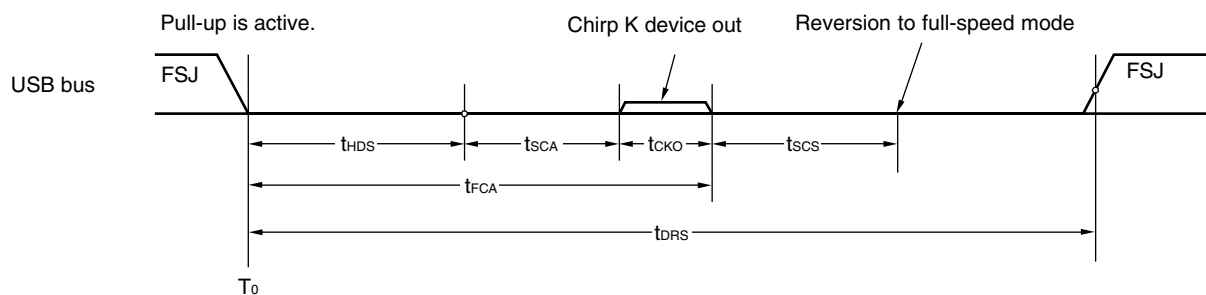 Pull-up is active.
Chirp K device out
Reversion to full-speed mode
USB bus
FSJ
FSJ
tHDS
tSCA
tCKO
tSCS
tFCA
tDRS
T0